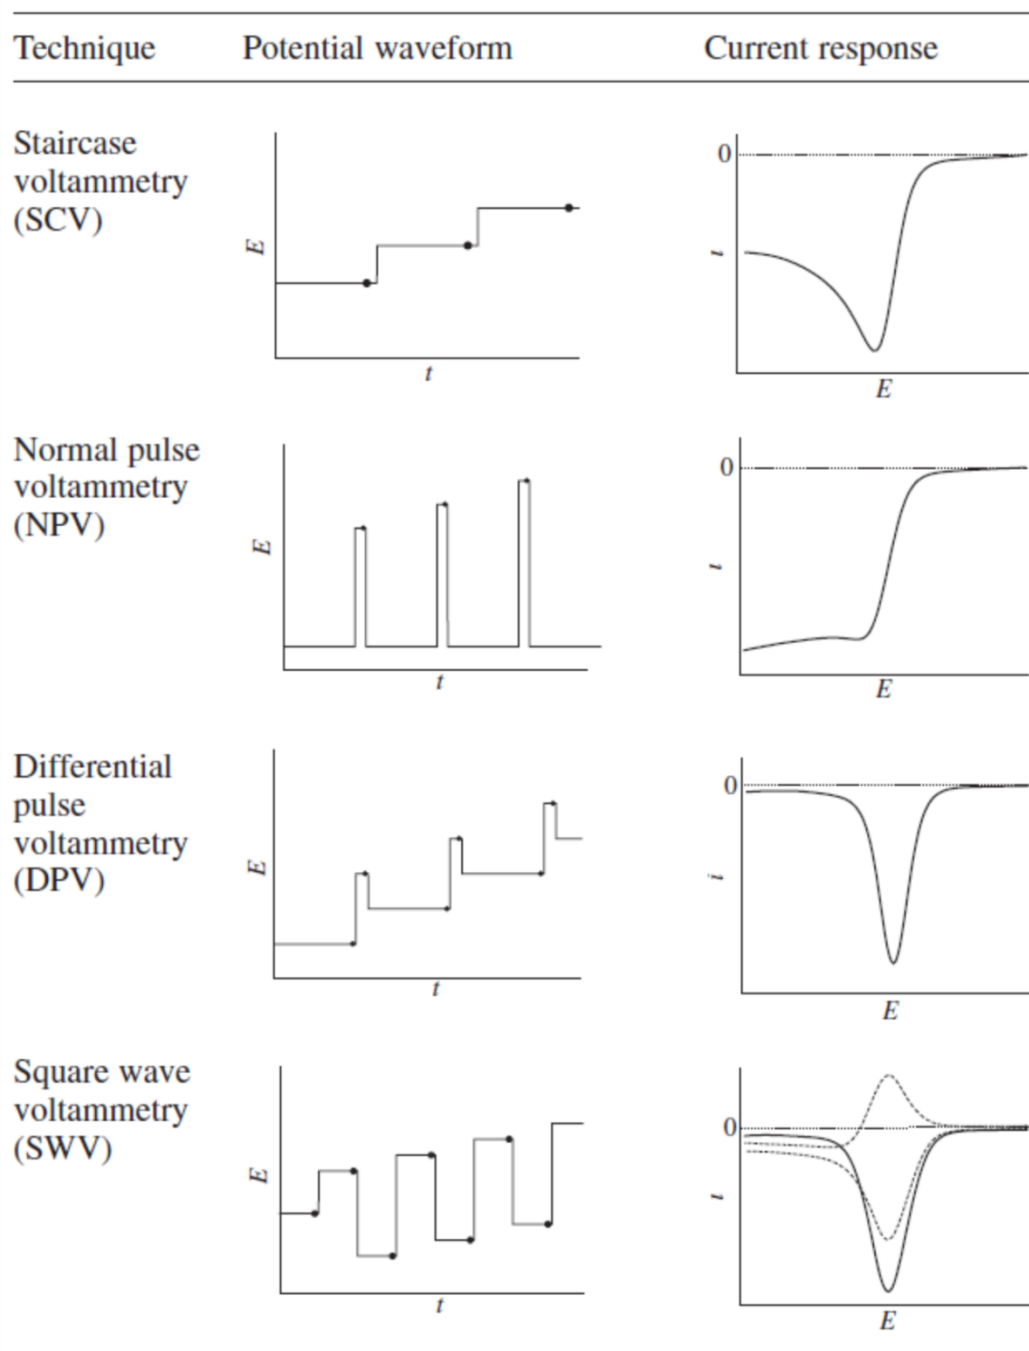 Technique Potential waveform Current response
Staircase
voltammetry
(SCV)
E
t
0
ı
E
Normal pulse
voltammetry
(NPV)
E
t
0
ı
E
Differential
pulse
voltammetry
(DPV)
E
t
0
i
E
Square wave
voltammetry
(SWV)
E
t
0
ı
E